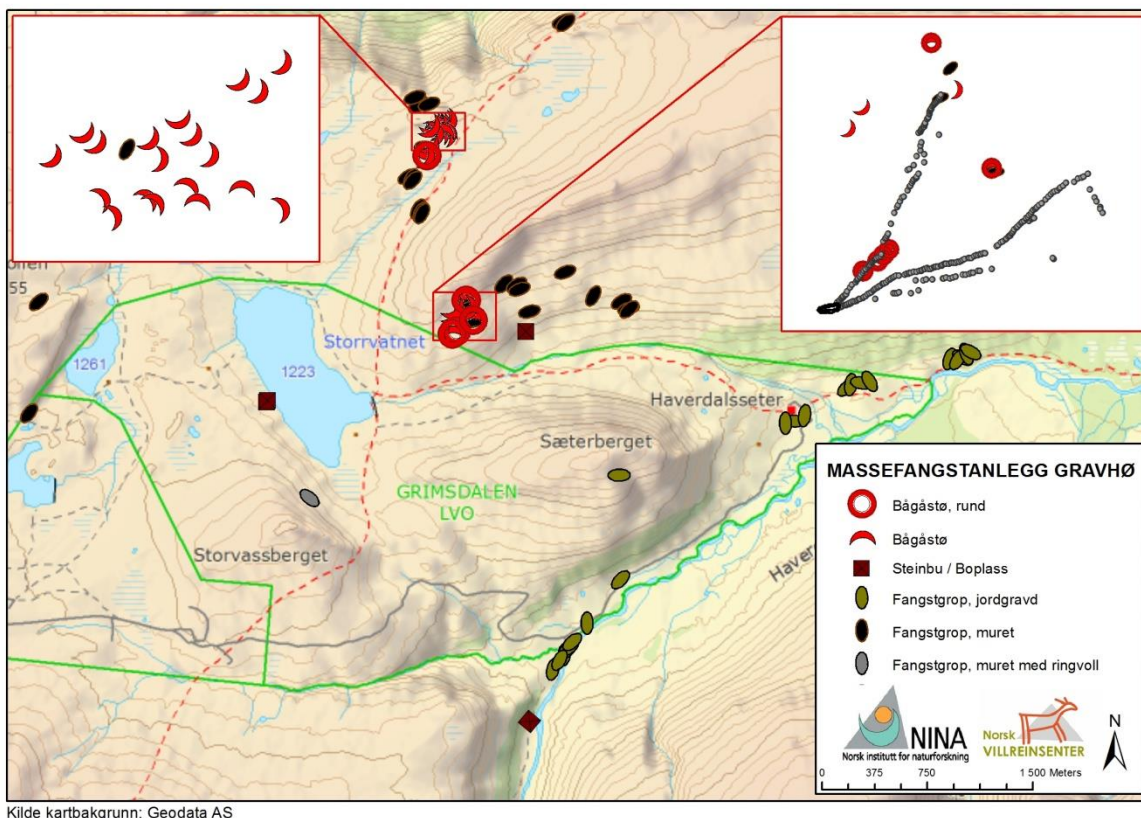 ollen
55
1261
1223
Storrvatnet
Haverdalsseter
Sæterberget
GRIMSDALEN
LVO
Storvassberget
Haver
MASSEFANGSTANLEGG GRAVHØ
Bågåstø, rund
Bågåstø
Steinbu / Boplass
Fangstgrop, jordgravd
Fangstgrop, muret
Fangstgrop, muret med ringvoll
NINA
Norsk institutt for naturforskning
Norsk
VILLREINSENTER
N
0 375 750 1 500 Meters
Kilde kartbakgrunn: Geodata AS